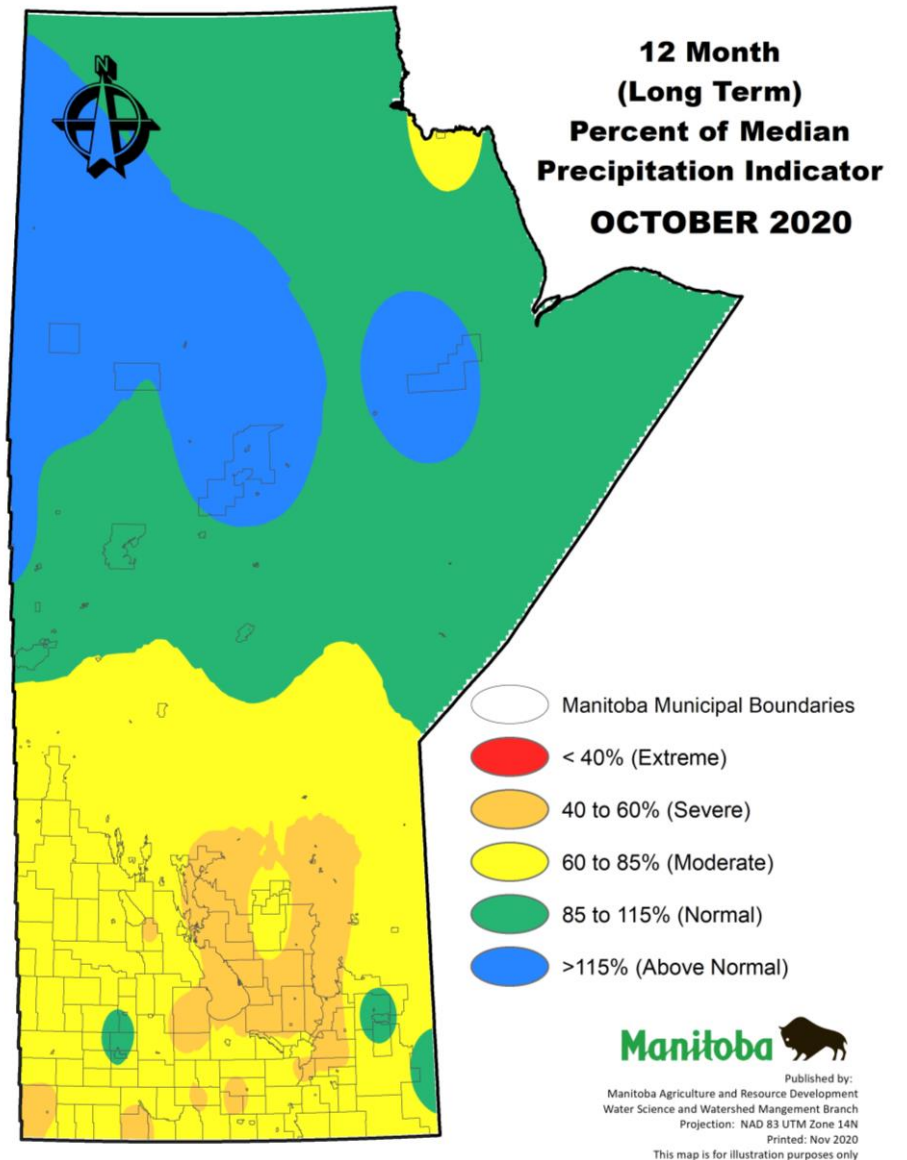 N
12 Month
(Long Term)
Percent of Median
Precipitation Indicator
OCTOBER 2020
Manitoba Municipal Boundaries
< 40% (Extreme)
40 to 60% (Severe)
60 to 85% (Moderate)
85 to 115% (Normal)
>115% (Above Normal)
Manitoba
Published by:
Manitoba Agriculture and Resource Development
Water Science and Watershed Mangement Branch
Projection: NAD 83 UTM Zone 14N
Printed: Nov 2020
This map is for illustration purposes only